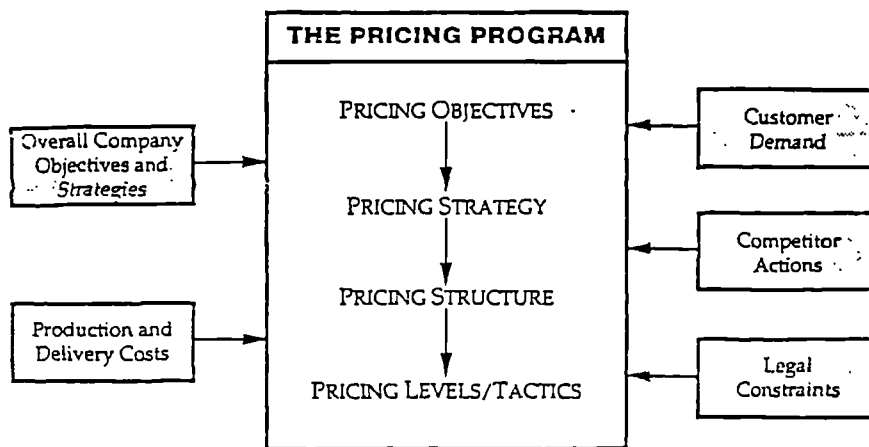 THE PRICING PROGRAM
PRICING OBJECTIVES
PRICING STRATEGY
PRICING STRUCTURE
PRICING LEVELS/TACTICS
Overall Company
Objectives and
Strategies
Production and
Delivery Costs
Customer
Demand
Competitor
Actions
Legal
Constraints